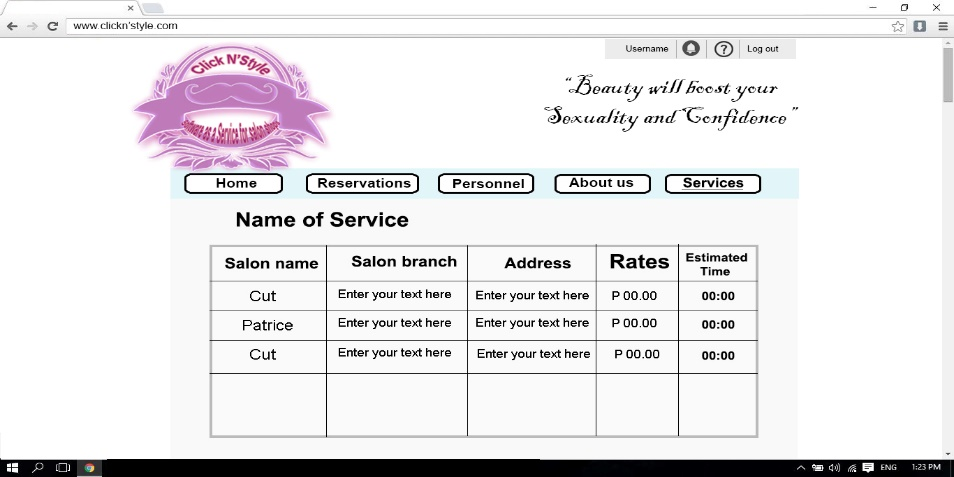 www.clickn'style.com
Username
?
Log out
Click N'Style
Software as a Service for salon store
"Beauty will boost your
Sexuality and Confidence"
Home Reservations Personnel About us Services
Name of Service
Salon name Salon branch Address Rates Estimated Time
Cut Enter your text here Enter your text here P 00.00 00:00
Patrice Enter your text here Enter your text here P 00.00 00:00
Cut Enter your text here Enter your text here P 00.00 00:00
ENG 1:23 PM